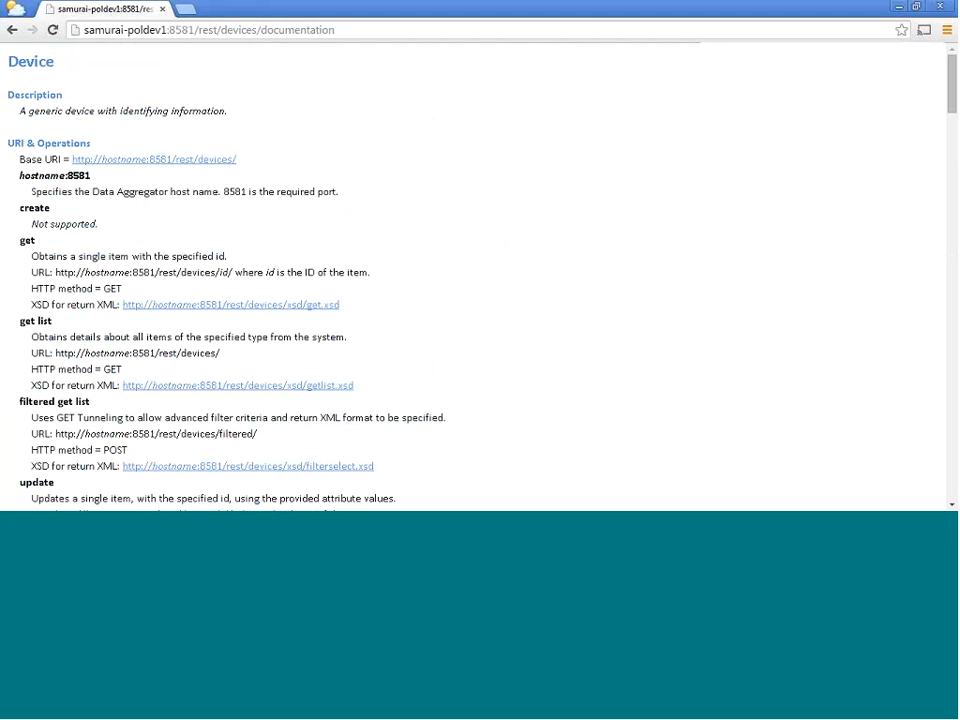 samurai-poldev1:8581/res
samurai-poldev1:8581/rest/devices/documentation
Device
Description
A generic device with identifying information.
URI & Operations
Base URI = http://hostname:8581/rest/devices/
hostname:8581
Specifies the Data Aggregator host name. 8581 is the required port.
create
Not supported.
get
Obtains a single item with the specified id.
URL: http://hostname:8581/rest/devices/id/ where id is the ID of the item.
HTTP method = GET
XSD for return XML: http://hostname:8581/rest/devices/xsd/get.xsd
get list
Obtains details about all items of the specified type from the system.
URL: http://hostname:8581/rest/devices/
HTTP method = GET
XSD for return XML: http://hostname:8581/rest/devices/xsd/getlist.xsd
filtered get list
Uses GET Tunneling to allow advanced filter criteria and return XML format to be specified.
URL: http://hostname:8581/rest/devices/filtered/
HTTP method = POST
XSD for return XML: http://hostname:8581/rest/devices/xsd/filterselect.xsd
update
Updates a single item, with the specified id, using the provided attribute values.